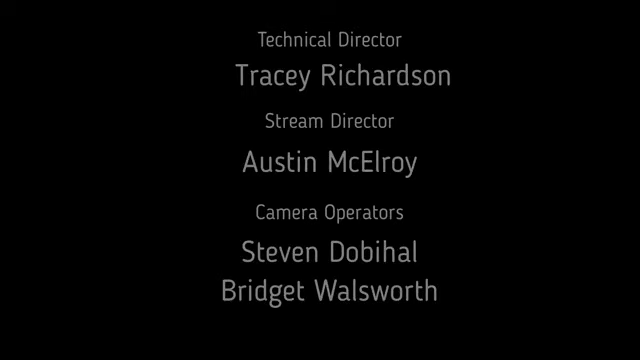 Technical Director
Tracey Richardson
Stream Director
Austin McElroy
Camera Operators
Steven Dobihal
Bridget Walsworth